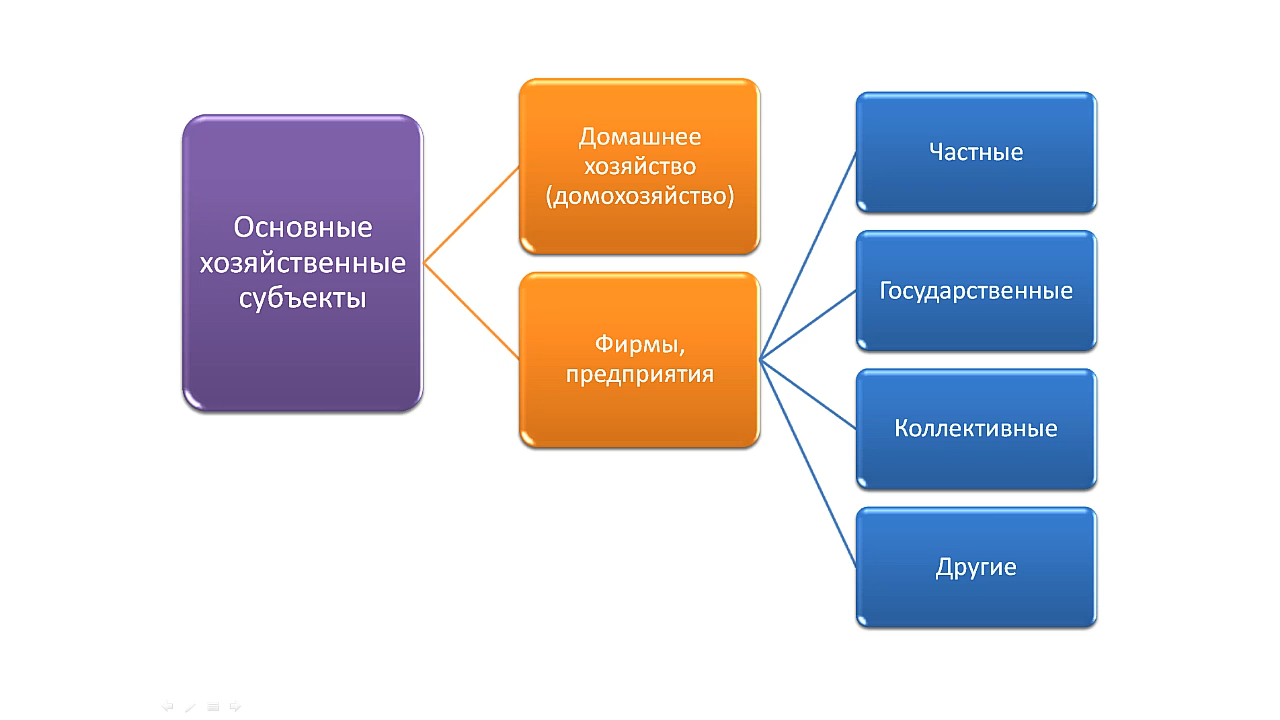 Основные
хозяйственные
субъекты
Домашнее
хозяйство
(домохозяйство)
Фирмы,
предприятия
Частные
Государственные
Коллективные
Другие